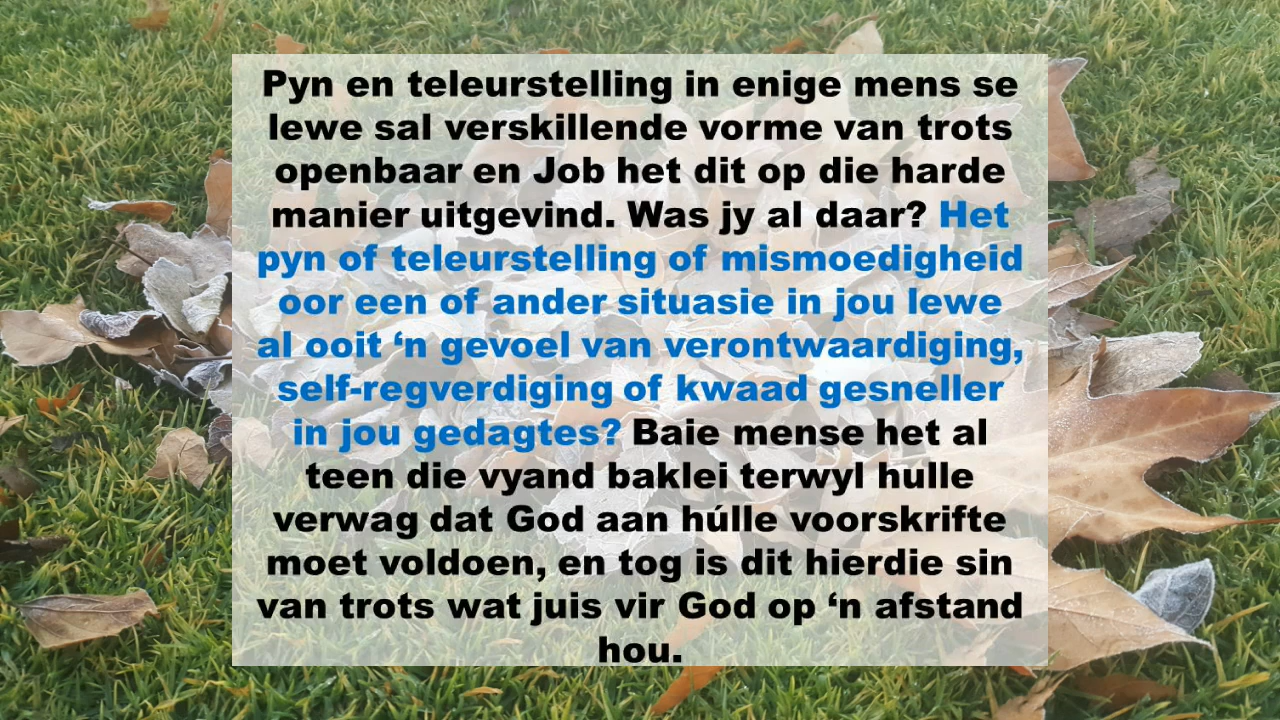 Pyn en teleurstelling in enige mens se
lewe sal verskillende vorme van trots
openbaar en Job het dit op die harde
manier uitgevind. Was jy al daar? Het
pyn of teleurstelling of mismoedigheid
oor een of ander situasie in jou lewe
al ooit ‘n gevoel van verontwaardiging,
self-regverdiging of kwaad gesneller
in jou gedagtes? Baie mense het al
teen die vyand baklei terwyl hulle
verwag dat God aan húlle voorskrifte
moet voldoen, en tog is dit hierdie sin
van trots wat juis vir God op ‘n afstand
hou.